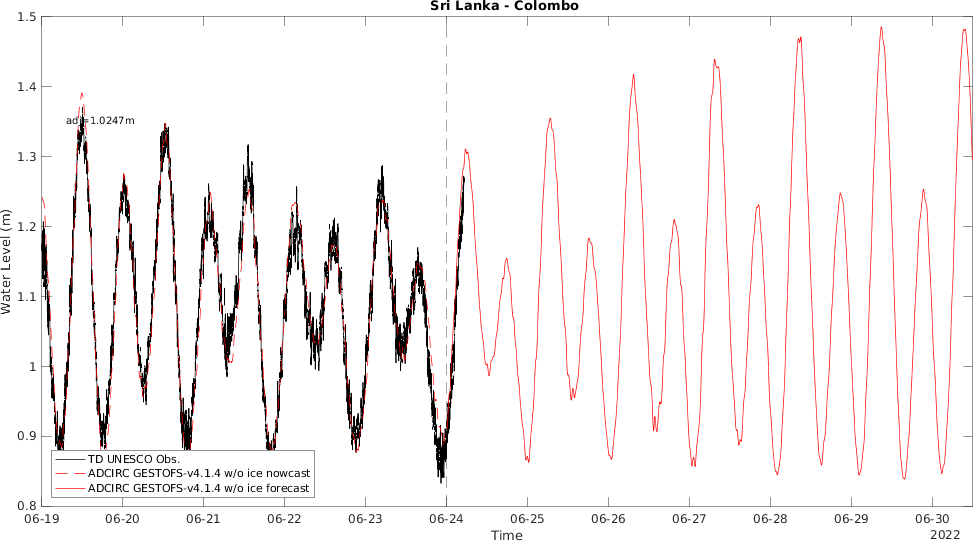 Sri Lanka - Colombo
1.5
1.4
1.3
1.2
1.1
1
0.9
0.8
Water Level (m)
adj=1.0247m
TD UNESCO Obs.
ADCIRC GESTOFS-v4.1.4 w/o ice nowcast
ADCIRC GESTOFS-v4.1.4 w/o ice forecast
06-19 06-20 06-21 06-22 06-23 06-24 06-25 06-26 06-27 06-28 06-29 06-30
2022
Time